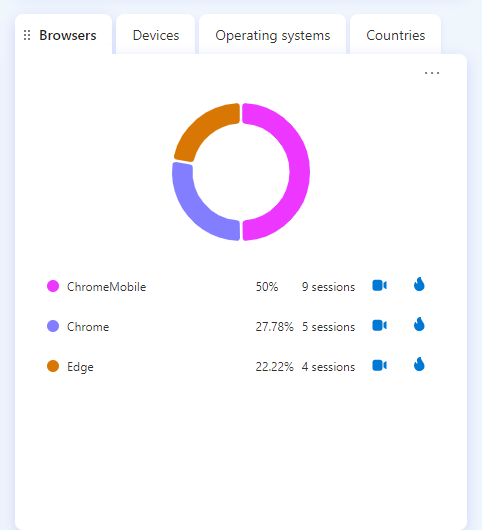 Browsers Devices Operating systems Countries
ChromeMobile 50% 9 sessions
Chrome 27.78% 5 sessions
Edge 22.22% 4 sessions